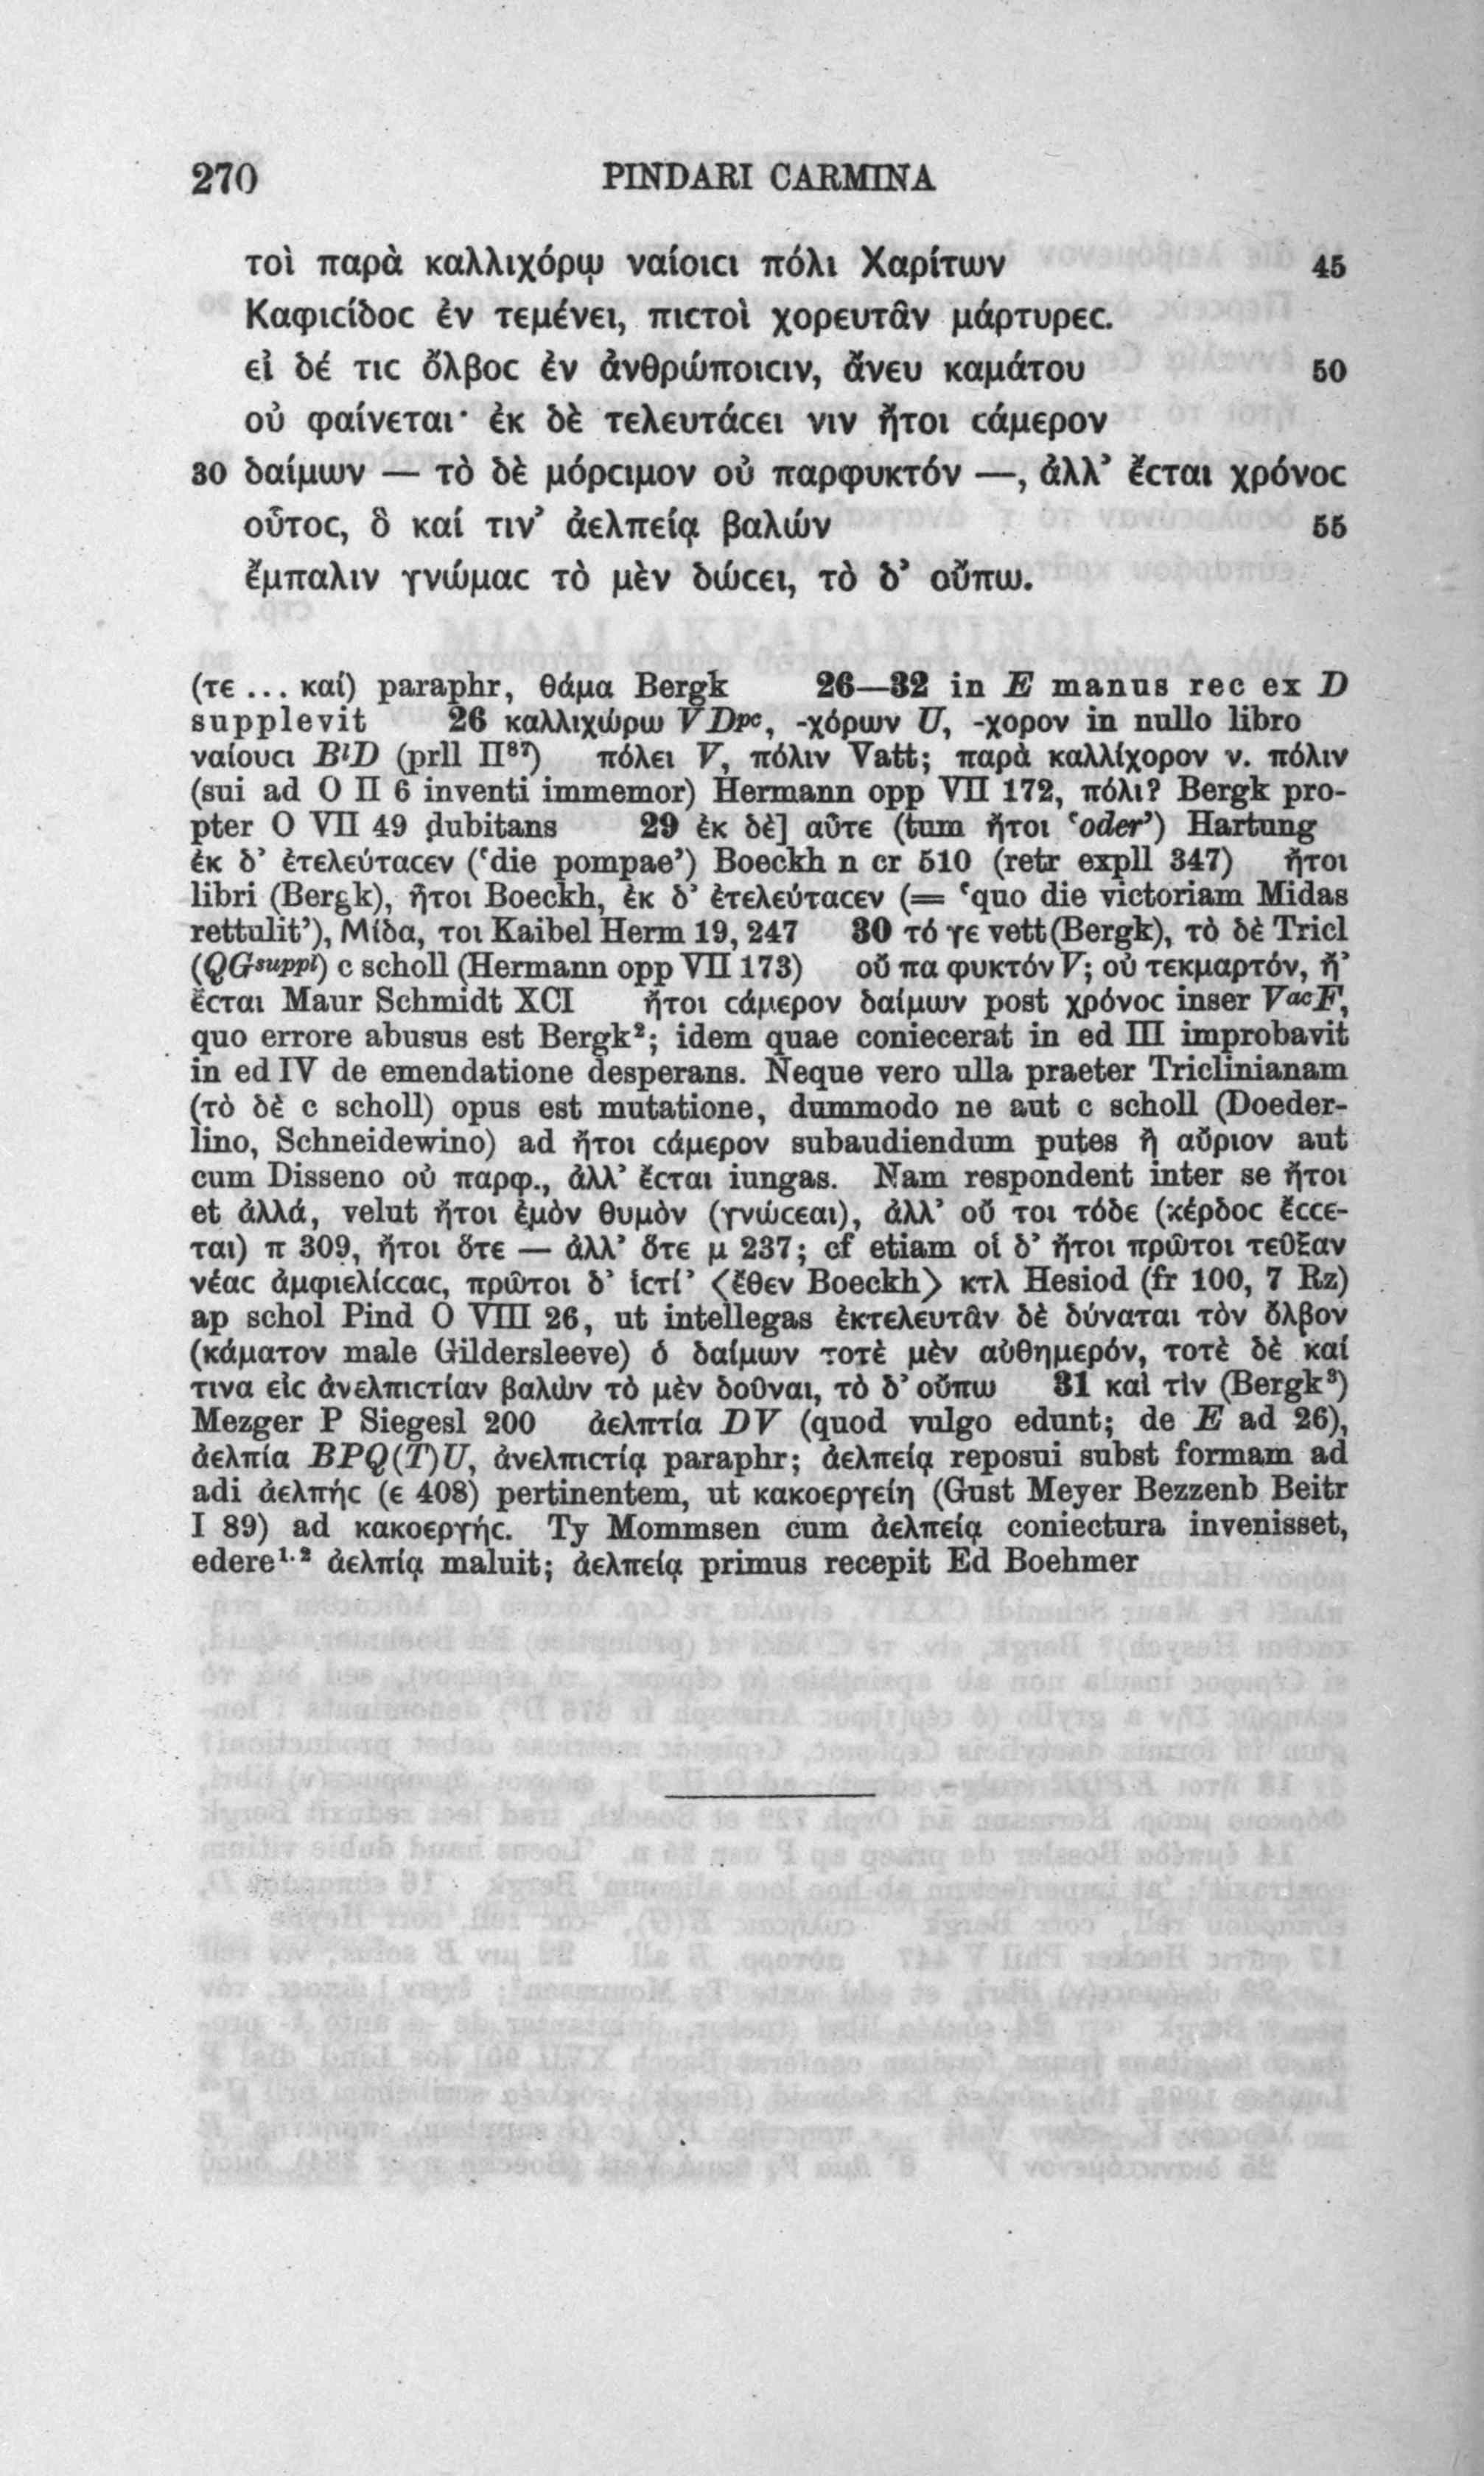 270 PINDARI CARMINA
τοὶ παρὰ καλλιχόρῳ ναίοιϲι πόλι Χαρίτων 45
Καφιϲίδοϲ ἐν τεμένει, πιϲτοὶ χορευτᾶν μάρτυρεϲ.
εἰ δέ τιϲ ὄλβοϲ ἐν ἀνθρώποιϲιν, ἄνευ καμάτου 50
οὐ φαίνεται· ἐκ δὲ τελευτάϲει νιν ἤτοι ϲάμερον
30 δαίμων — τὸ δὲ μόρϲιμον οὐ παρφυκτόν —, ἀλλ’ ἔϲται χρόνοϲ
οὗτοϲ, ὃ καί τιν’ ἀελπείᾳ βαλών 55
ἔμπαλιν γνώμαϲ τὸ μὲν δώϲει, τὸ δ’ οὔπω.
(τε ... καί) paraphr, θάμα Bergk 26—32 in E manus rec ex D
supplevit 26 καλλιχώρω VDpc, -χόρων U, -χορον in nullo libro
ναίουϲι BlD (prll II87) πόλει V, πόλιν Vatt; παρὰ καλλίχορον ν. πόλιν
(sui ad O II 6 inventi immemor) Hermann opp VII 172, πόλι? Bergk pro-
pter O VII 49 dubitans 29 ἐκ δὲ] αὖτε (tum ἤτοι ‘oder’) Hartung
ἐκ δ’ ἐτελεύταϲεν (‘die pompae’) Boeckh n cr 510 (retr expll 347) ἤτοι
libri (Bergk), ἤτοι Boeckh, ἐκ δ’ ἐτελεύταϲεν (= ‘quo die victoriam Midas
rettulit’), Μίδα, τοι Kaibel Herm 19, 247 30 τό γε vett (Bergk), τὸ δὲ Tricl
(QGsuppl) c scholl (Hermann opp VII 173) οὔ πα φυκτόν V; οὐ τεκμαρτόν, ἤ’
ἔϲται Maur Schmidt XCI ἤτοι ϲάμερον δαίμων post χρόνοϲ inser VacF,
quo errore abusus est Bergk²; idem quae coniecerat in ed III improbavit
in ed IV de emendatione desperans. Neque vero ulla praeter Triclinianam
(τὸ δὲ c scholl) opus est mutatione, dummodo ne aut c scholl (Doeder-
lino, Schneidewino) ad ἤτοι ϲάμερον subaudiendum putes ἢ αὔριον aut
cum Disseno οὐ παρφ., ἀλλ’ ἔϲται iungas. Nam respondent inter se ἤτοι
et ἀλλά, velut ἤτοι ἐμὸν θυμὸν (γνώϲεαι), ἀλλ’ οὔ τοι τόδε (κέρδοϲ ἔϲϲε-
ται) π 309, ἤτοι ὅτε — ἀλλ’ ὅτε μ 237; cf etiam οἱ δ’ ἤτοι πρῶτοι τεῦξαν
νέαϲ ἀμφιελίϲϲαϲ, πρῶτοι δ’ ἱϲτί’ ⟨ἔθεν Boeckh⟩ κτλ Hesiod (fr 100, 7 Rz)
ap schol Pind O VIII 26, ut intellegas ἐκτελευτᾶν δὲ δύναται τὸν ὄλβον
(κάματον male Gildersleeve) ὁ δαίμων τοτὲ μὲν αὐθημερόν, τοτὲ δὲ καί
τινα εἰϲ ἀνελπιϲτίαν βαλὼν τὸ μὲν δοῦναι, τὸ δ’ οὔπω 31 καὶ τὶν (Bergk³)
Mezger P Siegesl 200 ἀελπτία DV (quod vulgo edunt; de E ad 26),
ἀελπία BPQ(T)U, ἀνελπιϲτίᾳ paraphr; ἀελπείᾳ reposui subst formam ad
adi ἀελπήϲ (ε 408) pertinentem, ut κακοεργείη (Gust Meyer Bezzenb Beitr
I 89) ad κακοεργήϲ. Ty Mommsen cum ἀελπείᾳ coniectura invenisset,
edere¹·² ἀελπίᾳ maluit; ἀελπείᾳ primus recepit Ed Boehmer